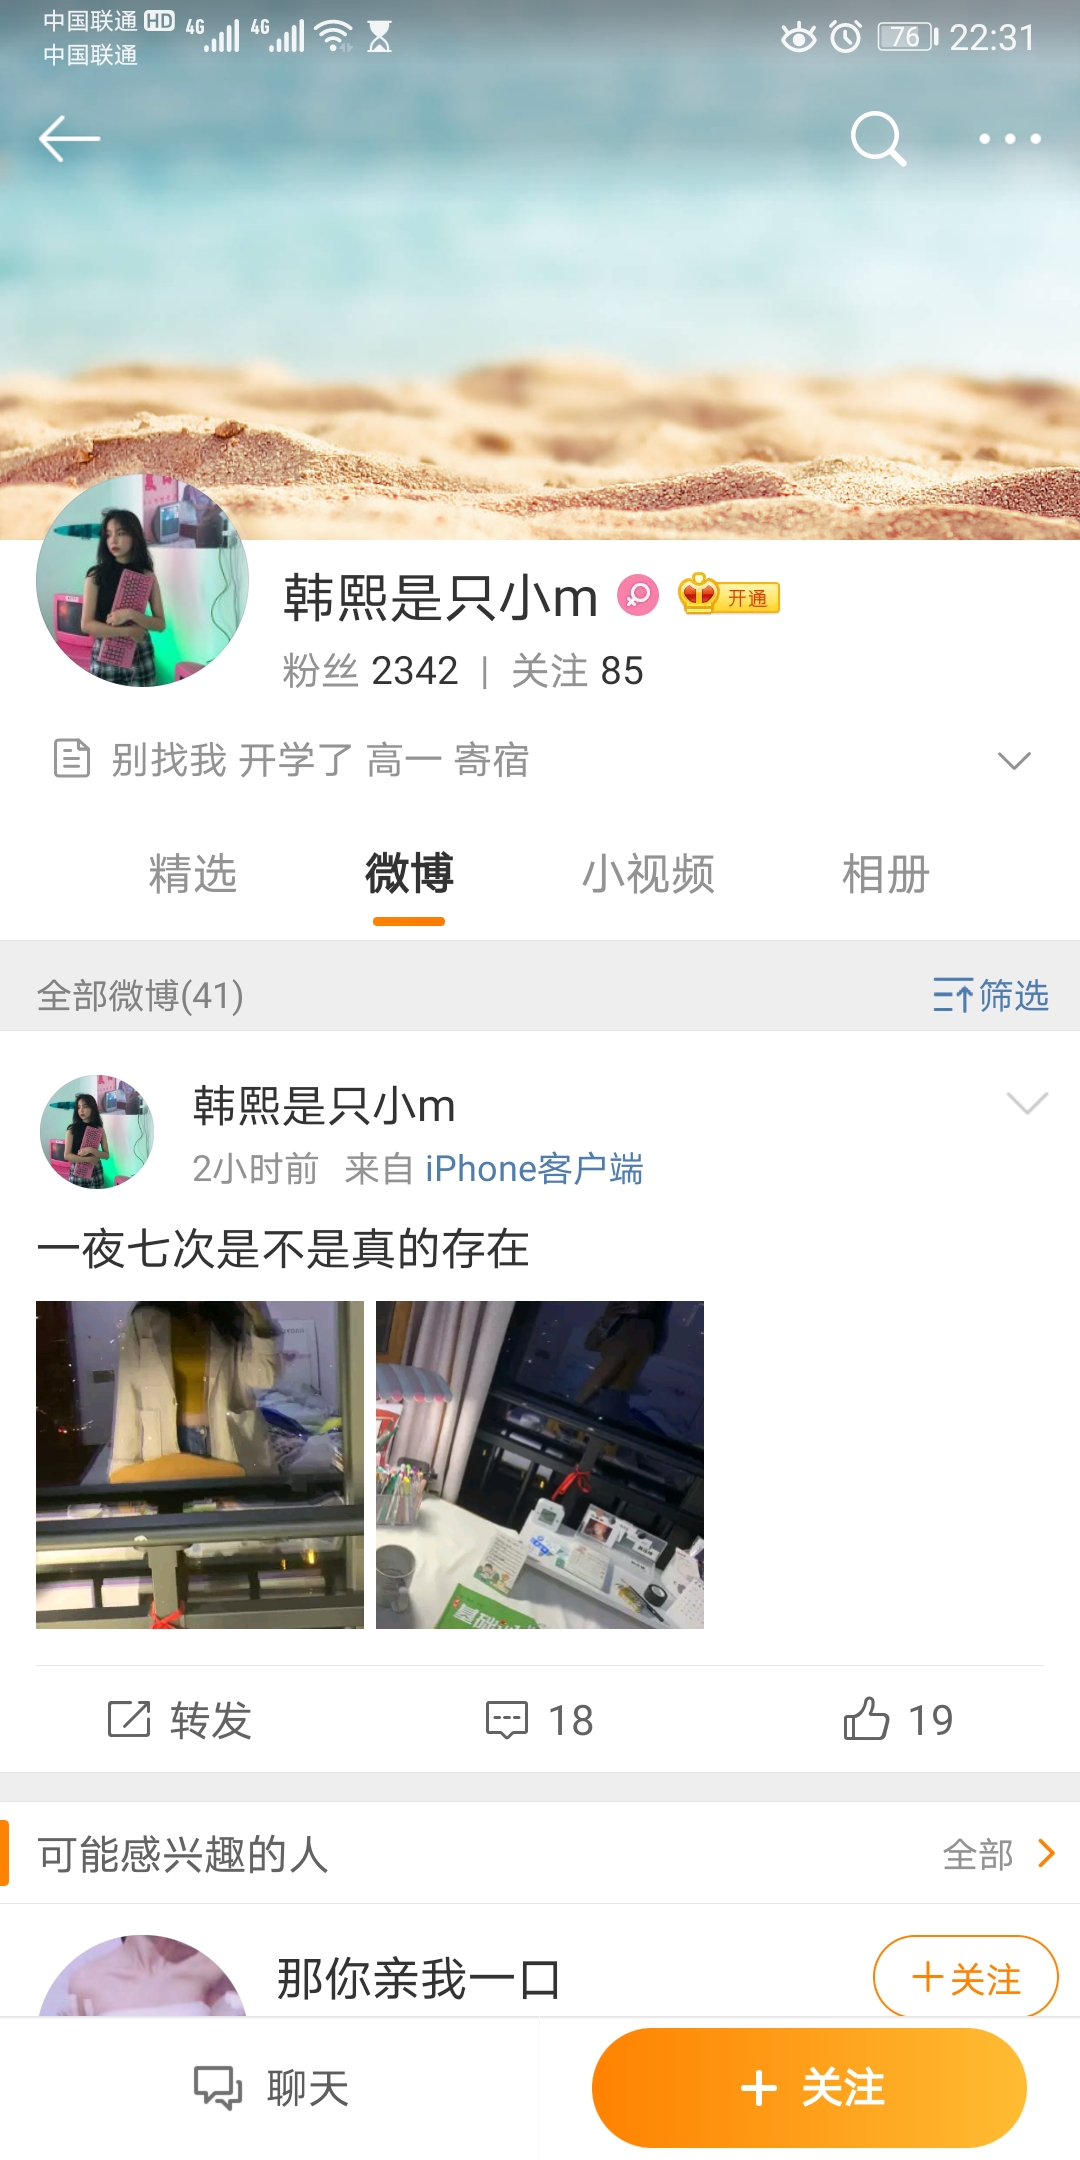 中国联通 HD 4G 4G 76 22:31
中国联通
韩熙是只小m 开通
粉丝 2342 | 关注 85
别找我 开学了 高一 寄宿
精选 微博 小视频 相册
全部微博(41) 筛选
韩熙是只小m
2小时前 来自 iPhone客户端
一夜七次是不是真的存在
基础
转发 18 19
可能感兴趣的人 全部
那你亲我一口 +关注
聊天 + 关注